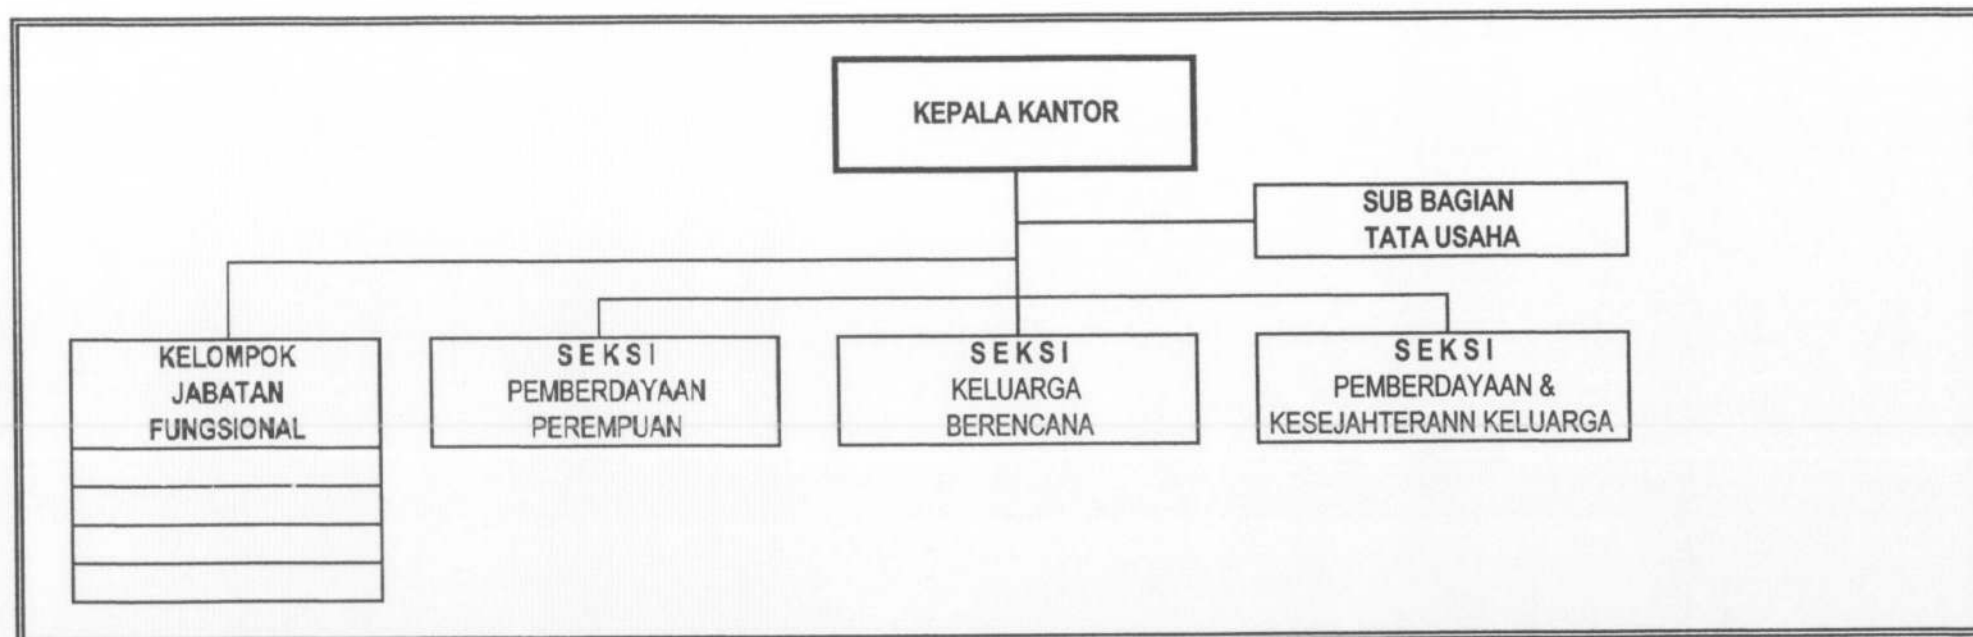 KEPALA KANTOR
SUB BAGIAN
TATA USAHA
KELOMPOK
JABATAN
FUNGSIONAL
S E K S I
PEMBERDAYAAN
PEREMPUAN
S E K S I
KELUARGA
BERENCANA
S E K S I
PEMBERDAYAAN &
KESEJAHTERANN KELUARGA